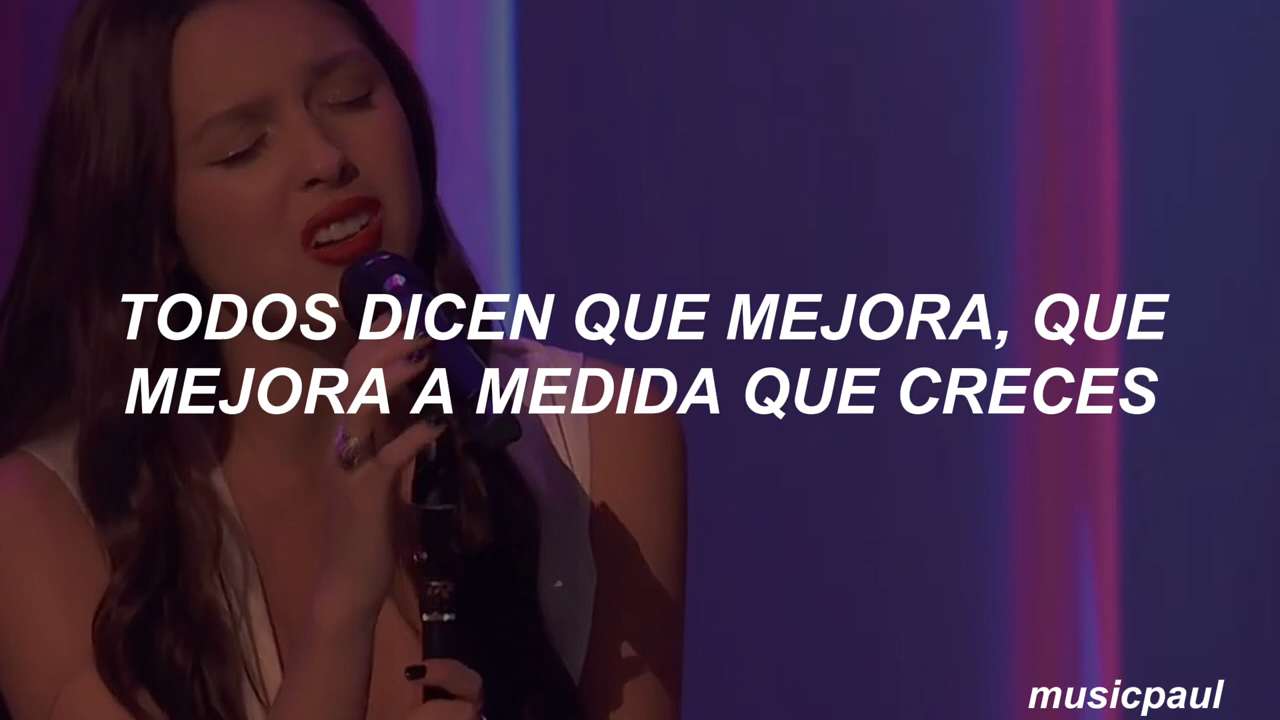 TODOS DICEN QUE MEJORA, QUE
MEJORA A MEDIDA QUE CRECES
musicpaul